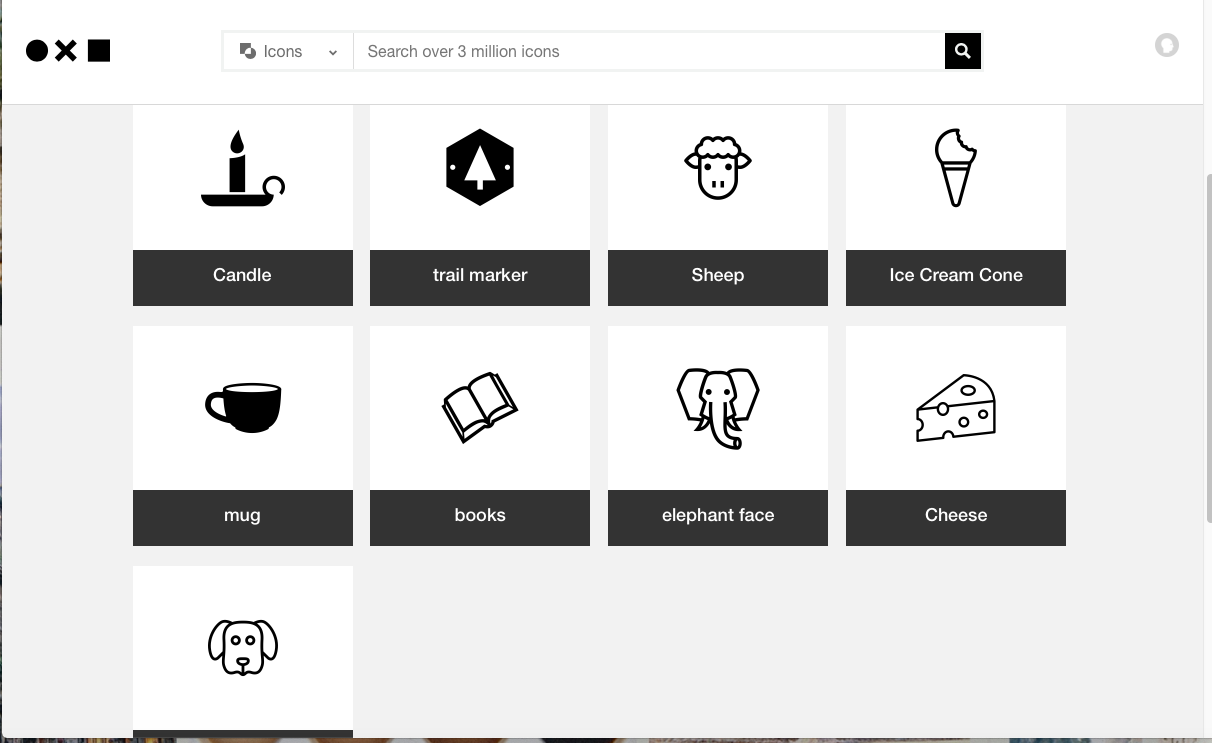 Icons
Search over 3 million icons
Candle
trail marker
Sheep
Ice Cream Cone
mug
books
elephant face
Cheese